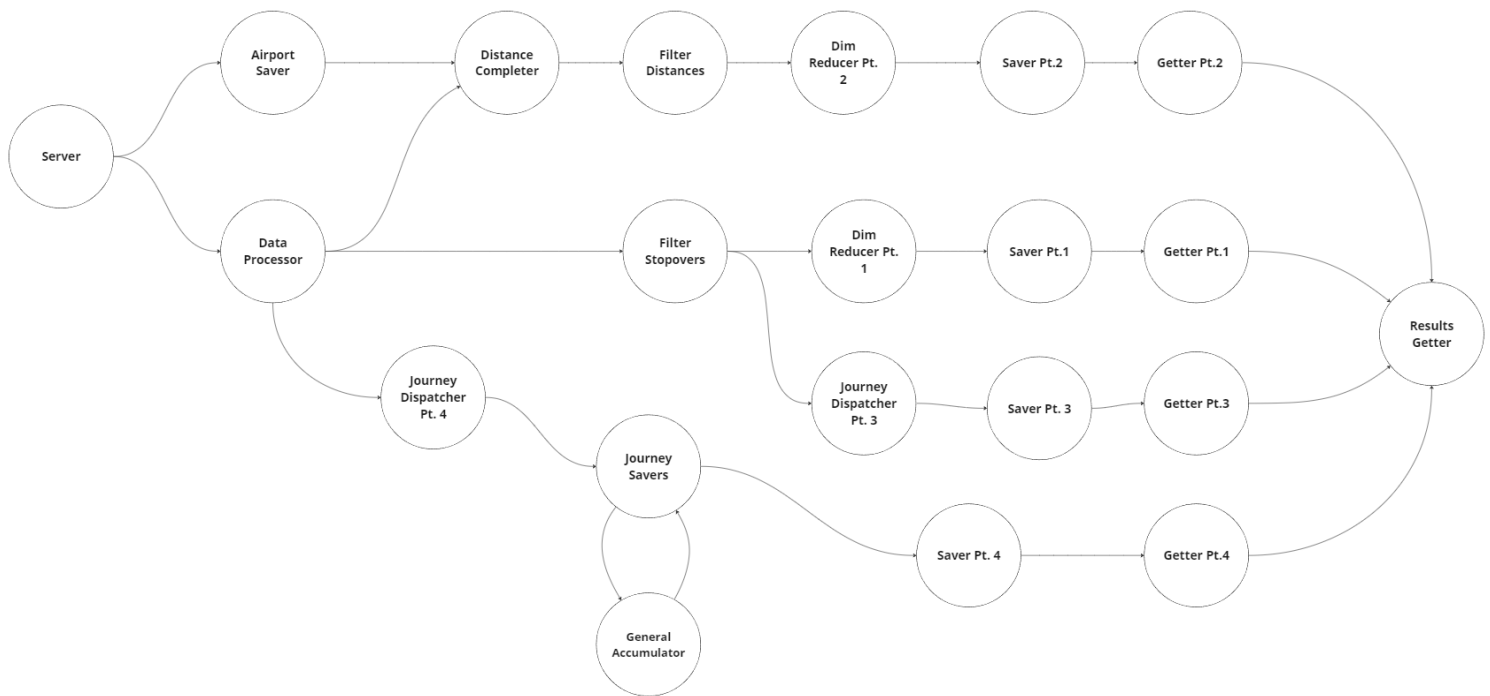 Airport
Saver
Distance
Completer
Filter
Distances
Dim
Reducer Pt.
2
Saver Pt.2
Getter Pt.2
Server
Data
Processor
Filter
Stopovers
Dim
Reducer Pt.
1
Saver Pt.1
Getter Pt.1
Results
Getter
Journey
Dispatcher
Pt. 4
Journey
Dispatcher
Pt. 3
Saver Pt. 3
Getter Pt.3
Journey
Savers
Saver Pt. 4
Getter Pt.4
General
Accumulator